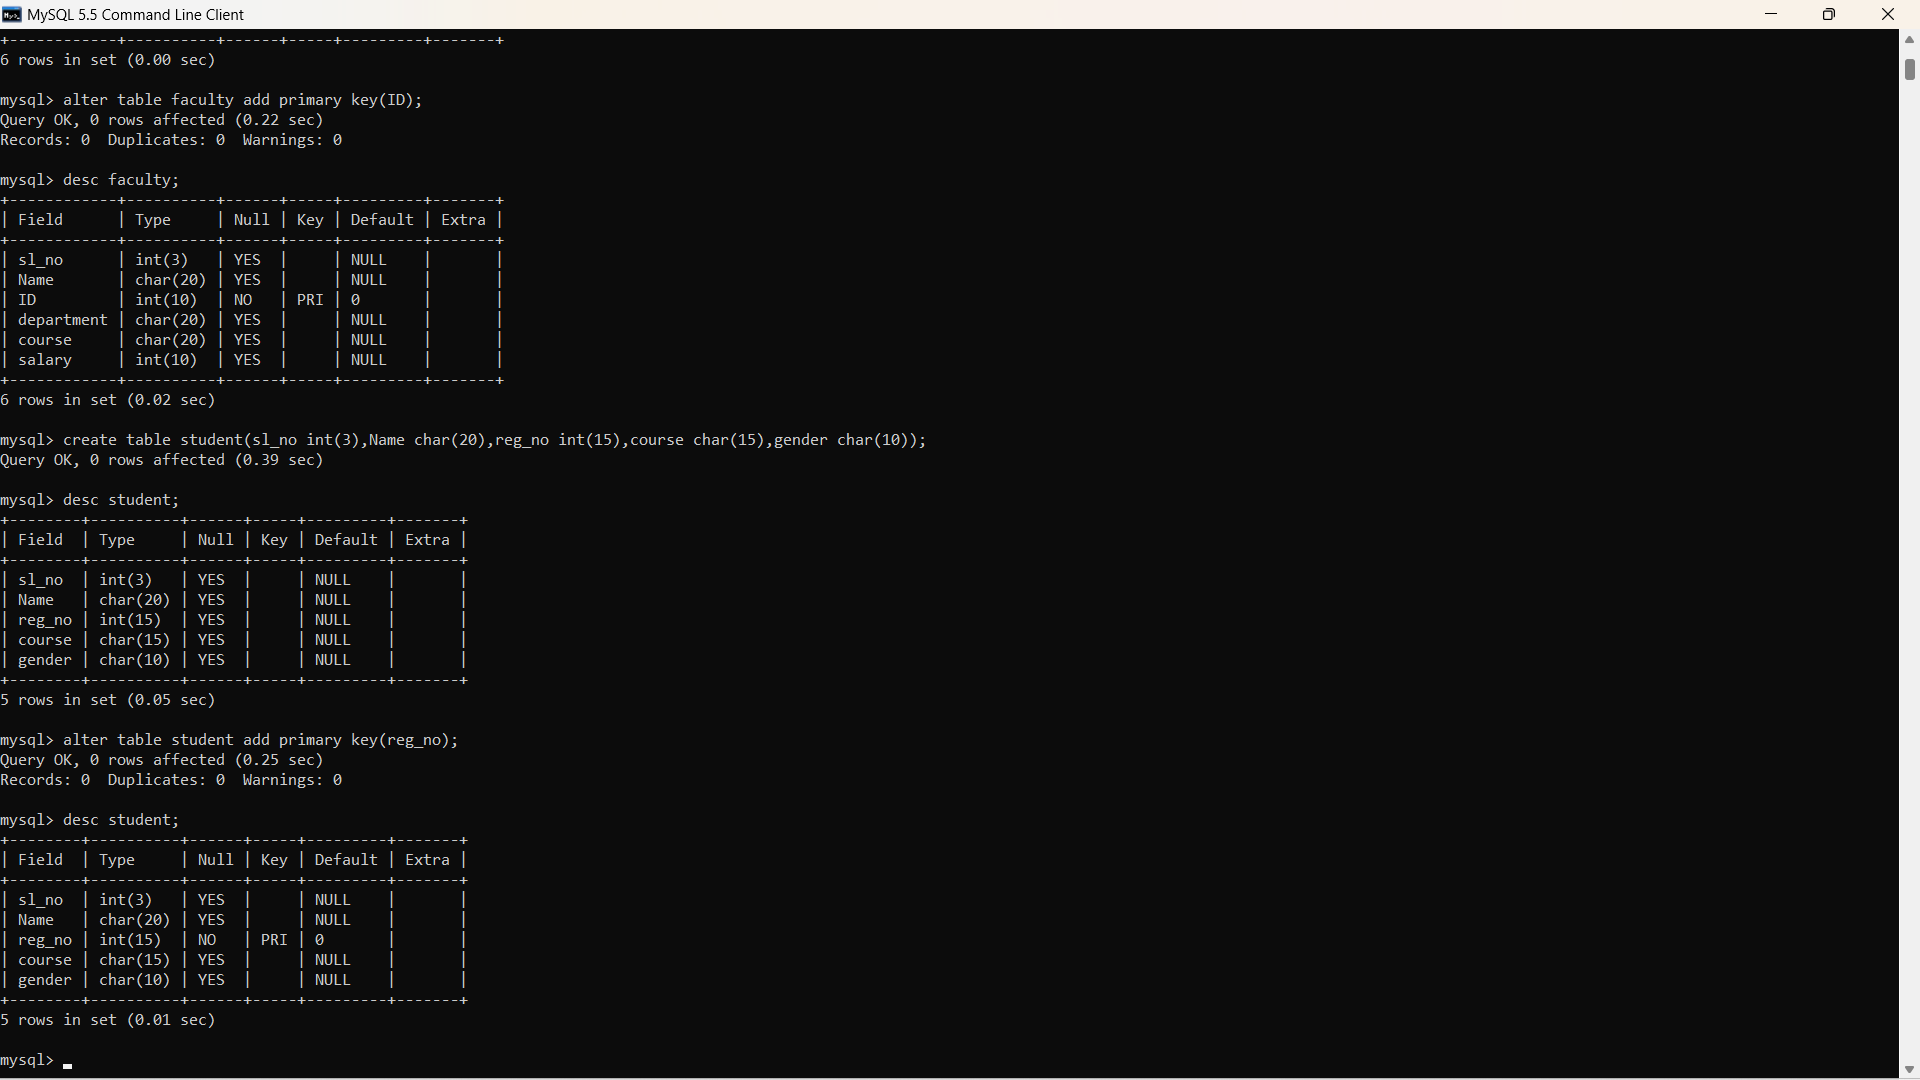 MySQL 5.5 Command Line Client
+------------+----------+------+-----+---------+-------+
6 rows in set (0.00 sec)
mysql> alter table faculty add primary key(ID);
Query OK, 0 rows affected (0.22 sec)
Records: 0  Duplicates: 0  Warnings: 0
mysql> desc faculty;
+------------+----------+------+-----+---------+-------+
| Field      | Type     | Null | Key | Default | Extra |
+------------+----------+------+-----+---------+-------+
| sl_no      | int(3)   | YES  |     | NULL    |       |
| Name       | char(20) | YES  |     | NULL    |       |
| ID         | int(10)  | NO   | PRI | 0       |       |
| department | char(20) | YES  |     | NULL    |       |
| course     | char(20) | YES  |     | NULL    |       |
| salary     | int(10)  | YES  |     | NULL    |       |
+------------+----------+------+-----+---------+-------+
6 rows in set (0.02 sec)
mysql> create table student(sl_no int(3),Name char(20),reg_no int(15),course char(15),gender char(10));
Query OK, 0 rows affected (0.39 sec)
mysql> desc student;
+--------+----------+------+-----+---------+-------+
| Field  | Type     | Null | Key | Default | Extra |
+--------+----------+------+-----+---------+-------+
| sl_no  | int(3)   | YES  |     | NULL    |       |
| Name   | char(20) | YES  |     | NULL    |       |
| reg_no | int(15)  | YES  |     | NULL    |       |
| course | char(15) | YES  |     | NULL    |       |
| gender | char(10) | YES  |     | NULL    |       |
+--------+----------+------+-----+---------+-------+
5 rows in set (0.05 sec)
mysql> alter table student add primary key(reg_no);
Query OK, 0 rows affected (0.25 sec)
Records: 0  Duplicates: 0  Warnings: 0
mysql> desc student;
+--------+----------+------+-----+---------+-------+
| Field  | Type     | Null | Key | Default | Extra |
+--------+----------+------+-----+---------+-------+
| sl_no  | int(3)   | YES  |     | NULL    |       |
| Name   | char(20) | YES  |     | NULL    |       |
| reg_no | int(15)  | NO   | PRI | 0       |       |
| course | char(15) | YES  |     | NULL    |       |
| gender | char(10) | YES  |     | NULL    |       |
+--------+----------+------+-----+---------+-------+
5 rows in set (0.01 sec)
mysql>